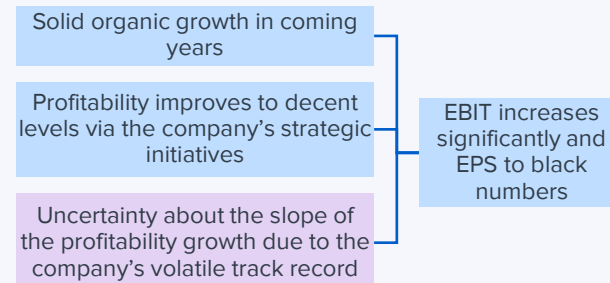 Solid organic growth in coming
years
Profitability improves to decent
levels via the company’s strategic
initiatives
Uncertainty about the slope of
the profitability growth due to the
company’s volatile track record
EBIT increases
significantly and
EPS to black
numbers